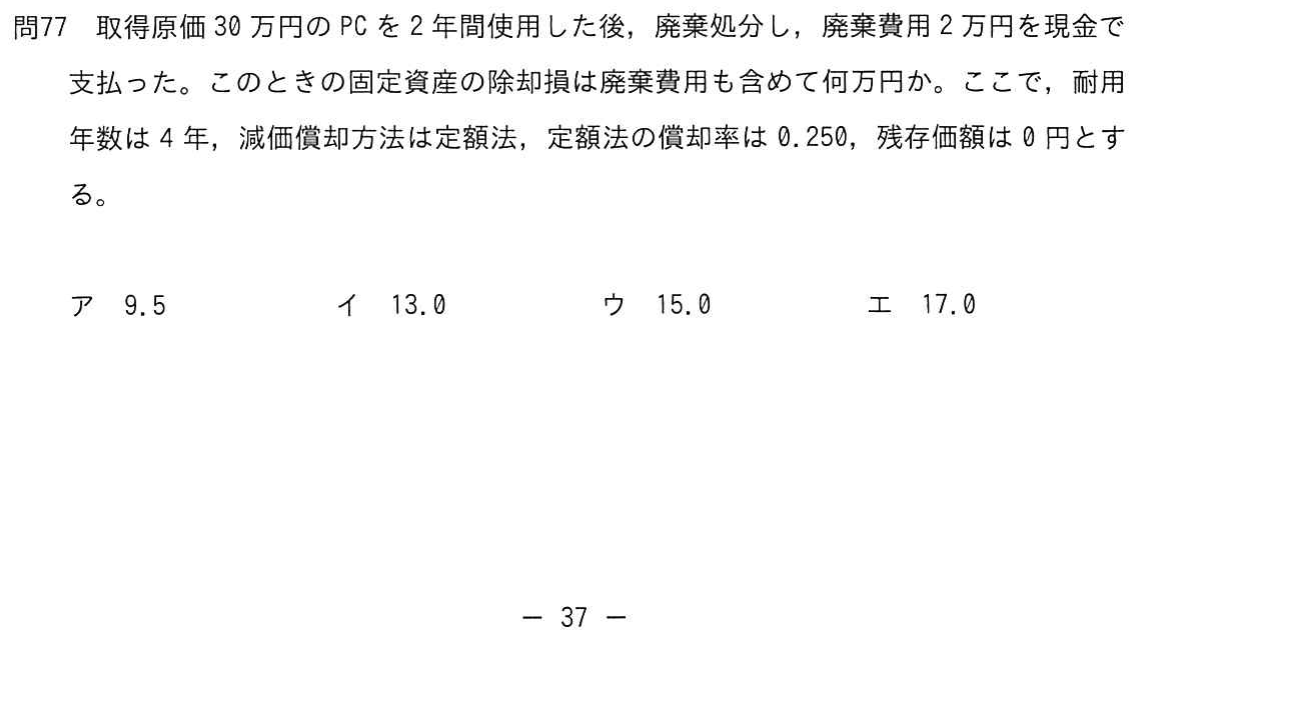 問77 取得原価 30 万円の PC を 2 年間使用した後，廃棄処分し，廃棄費用 2 万円を現金で
支払った。このときの固定資産の除却損は廃棄費用も含めて何万円か。ここで，耐用
年数は 4 年，減価償却方法は定額法，定額法の償却率は 0.250，残存価額は 0 円とす
る。
ア 9.5 イ 13.0 ウ 15.0 エ 17.0
－ 37 －